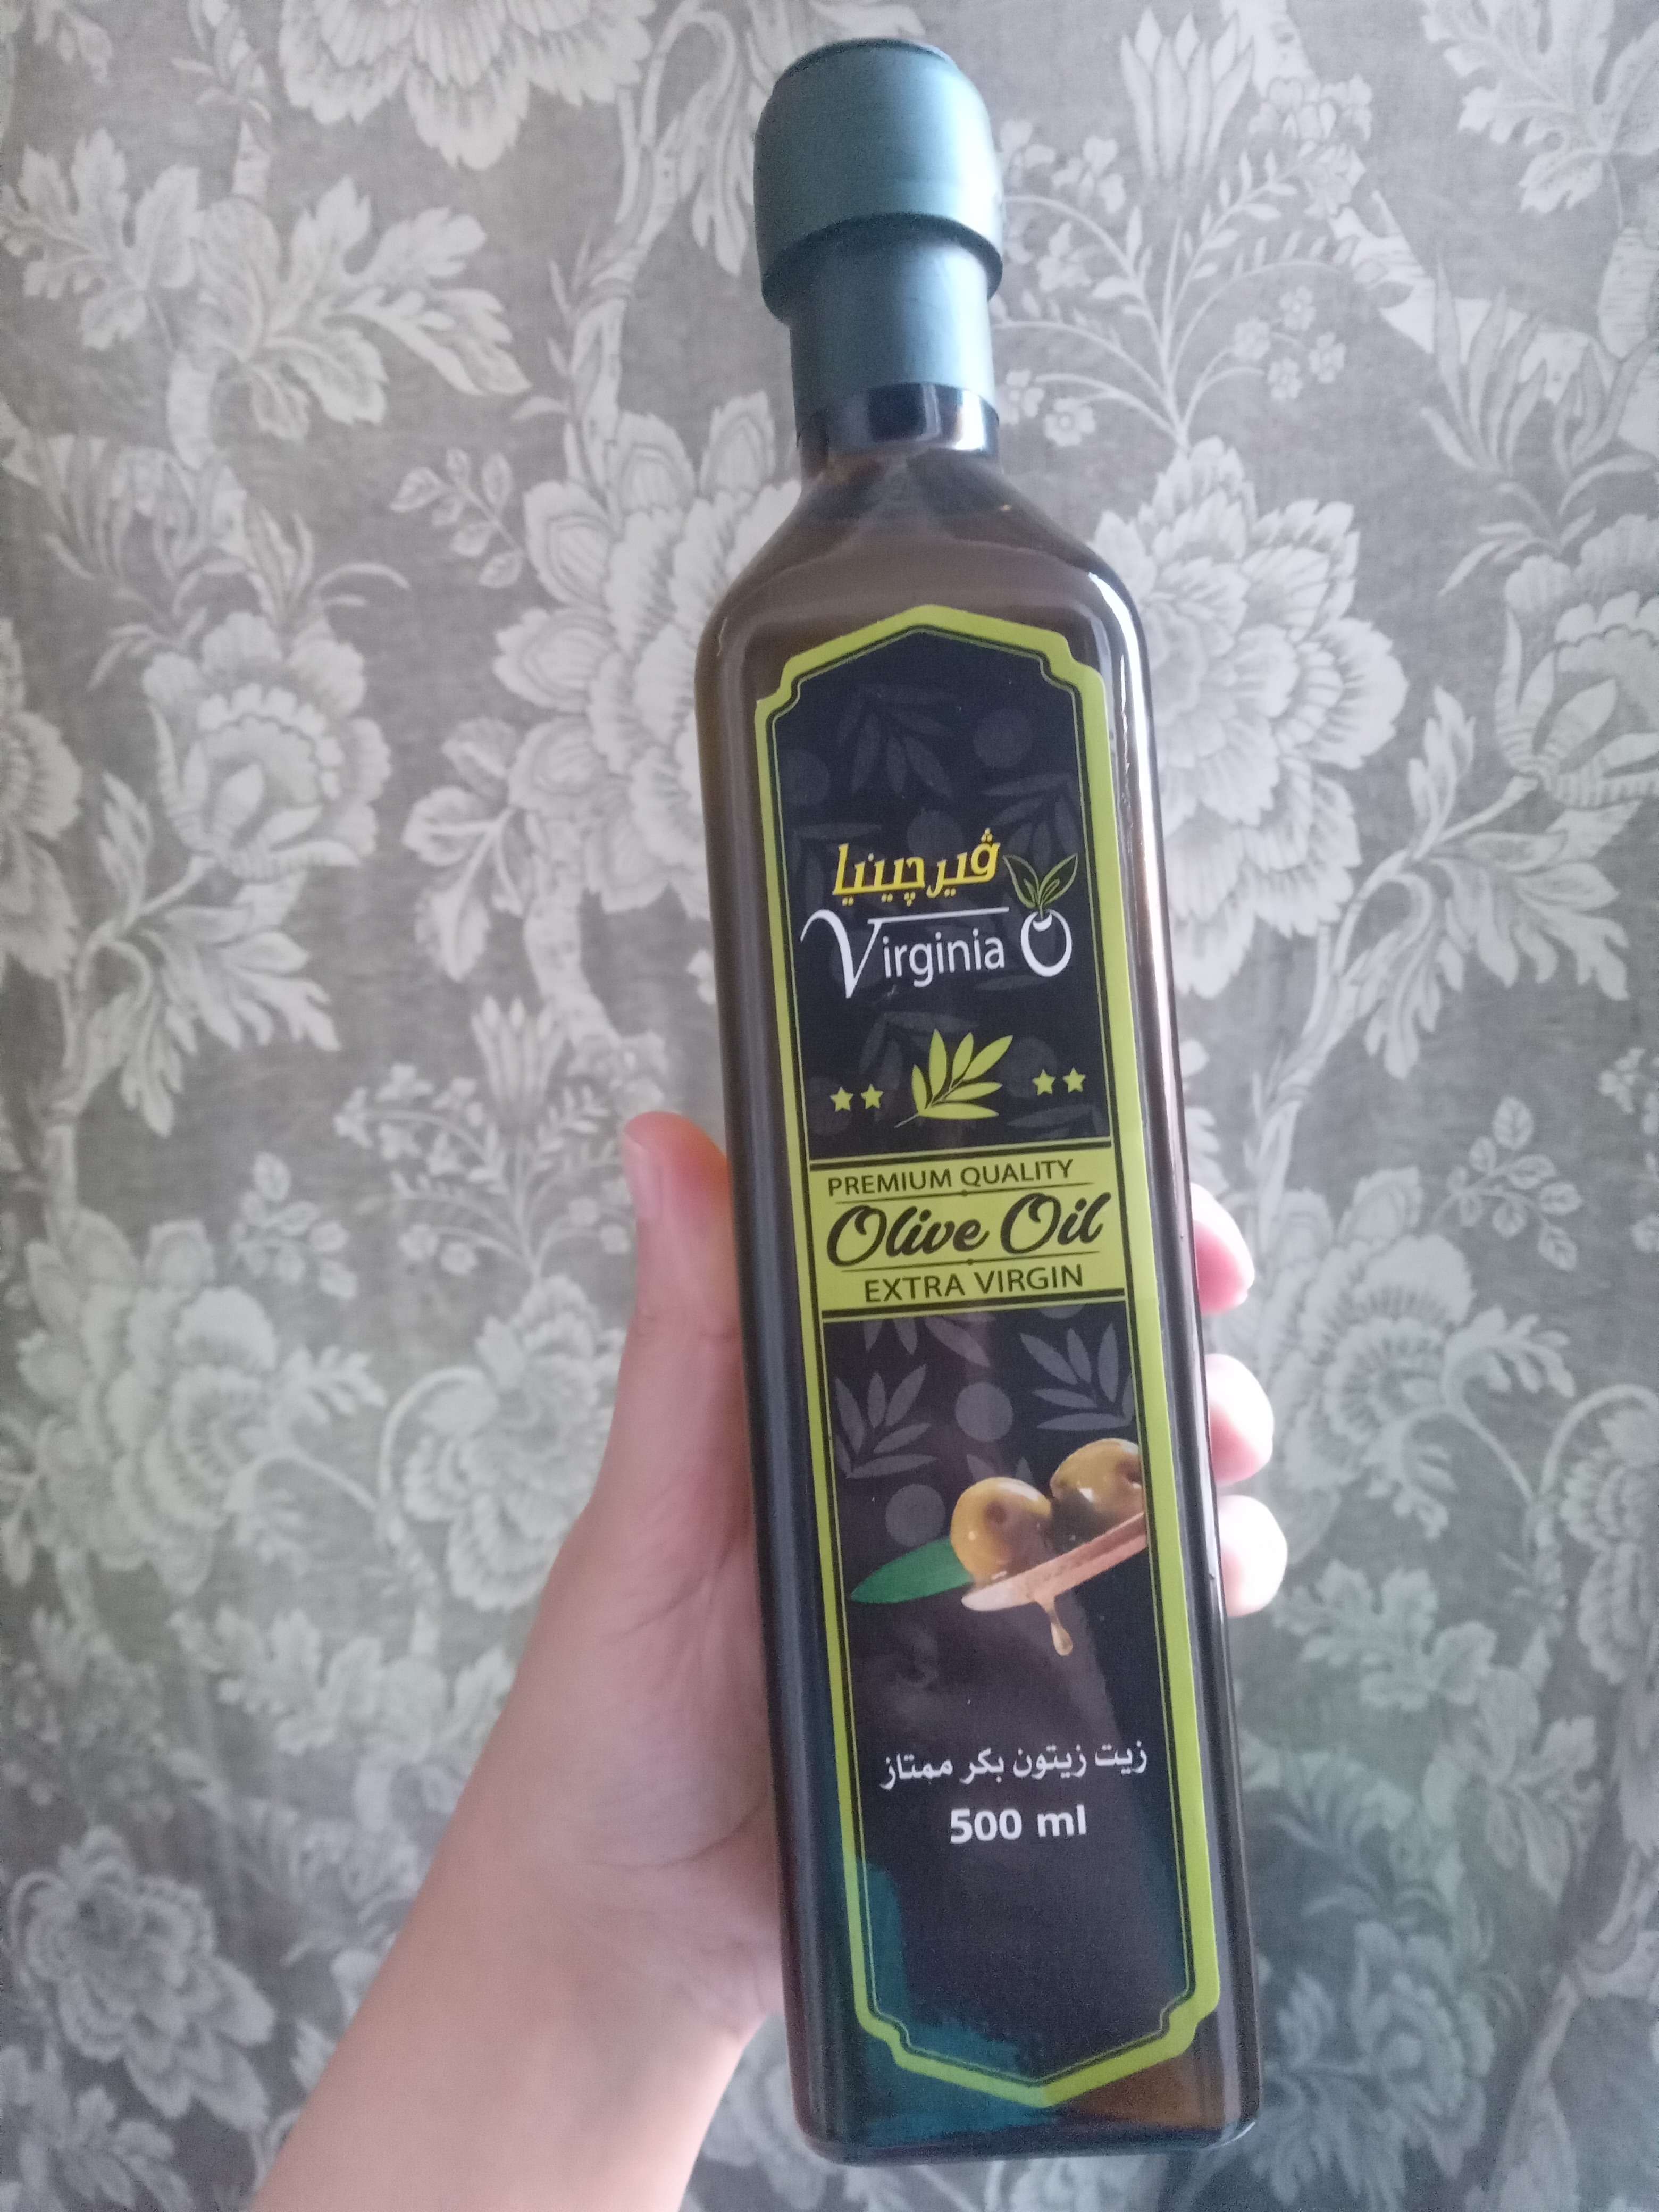 ڤيرچينيا
Virginia
PREMIUM QUALITY
Olive Oil
EXTRA VIRGIN
زيت زيتون بكر ممتاز
500 ml